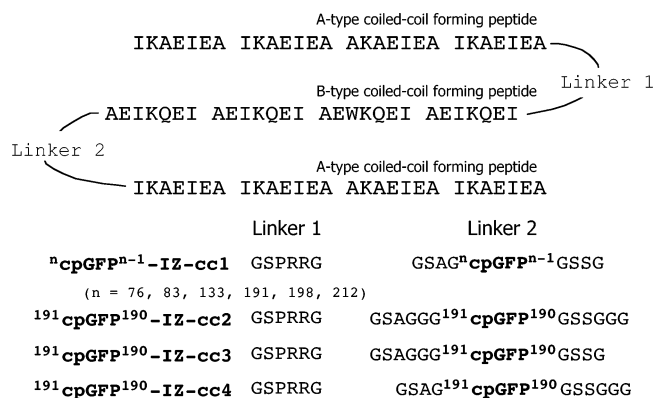 A-type coiled-coil forming peptide
IKAEIEA IKAEIEA AKAEIEA IKAEIEA
Linker 1
B-type coiled-coil forming peptide
AEIKQEI AEIKQEI AEWKQEI AEIKQEI
Linker 2
A-type coiled-coil forming peptide
IKAEIEA IKAEIEA AKAEIEA IKAEIEA
Linker 1 Linker 2
ⁿcpGFPⁿ⁻¹-IZ-cc1 GSPRRG GSAGⁿcpGFPⁿ⁻¹GSSG
(n = 76, 83, 133, 191, 198, 212)
¹⁹¹cpGFP¹⁹⁰-IZ-cc2 GSPRRG GSAGGG¹⁹¹cpGFP¹⁹⁰GSSGGG
¹⁹¹cpGFP¹⁹⁰-IZ-cc3 GSPRRG GSAGGG¹⁹¹cpGFP¹⁹⁰GSSG
¹⁹¹cpGFP¹⁹⁰-IZ-cc4 GSPRRG GSAG¹⁹¹cpGFP¹⁹⁰GSSGGG